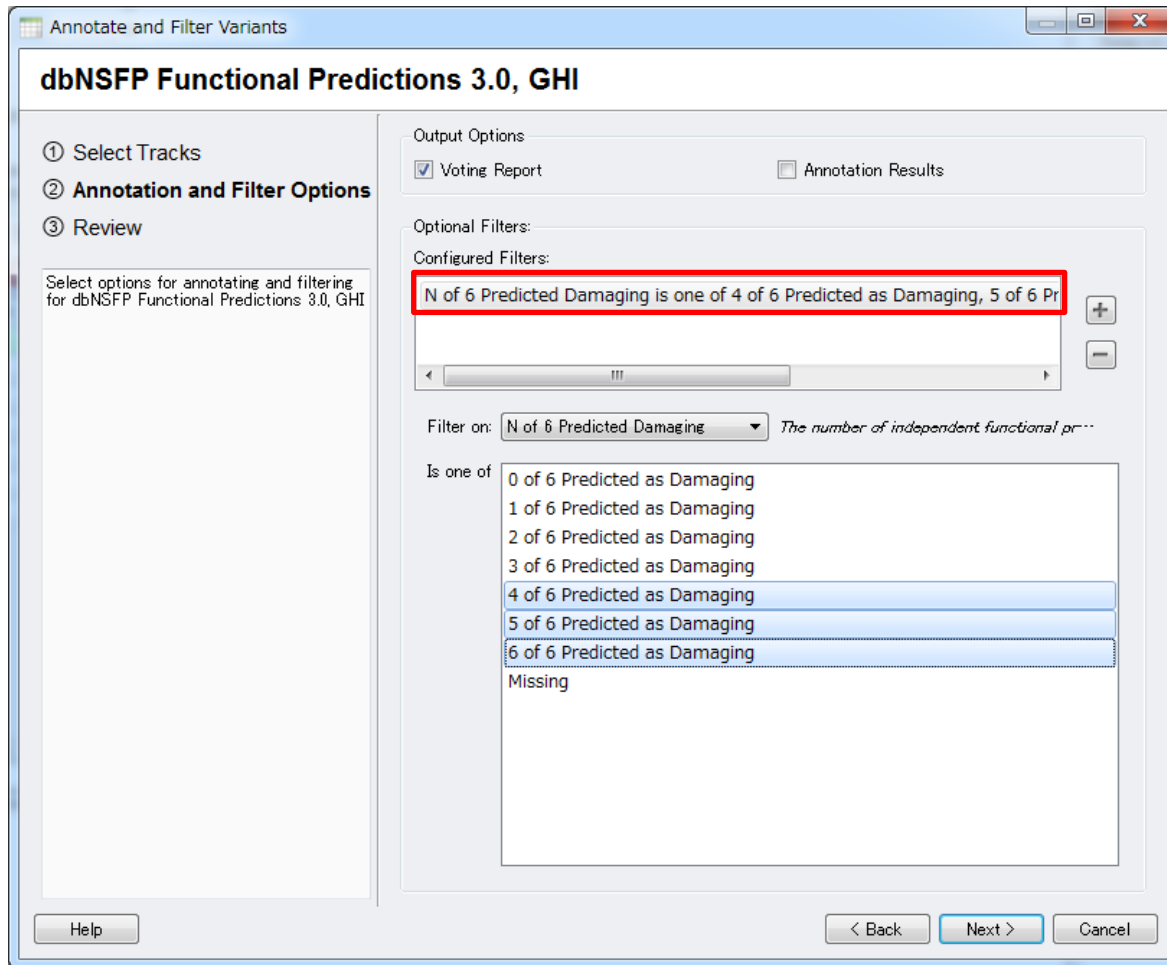 Annotate and Filter Variants
dbNSFP Functional Predictions 3.0, GHI
① Select Tracks
② Annotation and Filter Options
③ Review
Select options for annotating and filtering
for dbNSFP Functional Predictions 3.0, GHI
Output Options
Voting Report
Annotation Results
Optional Filters:
Configured Filters:
N of 6 Predicted Damaging is one of 4 of 6 Predicted as Damaging, 5 of 6 Pr
Filter on: N of 6 Predicted Damaging The number of independent functional pr…
Is one of
0 of 6 Predicted as Damaging
1 of 6 Predicted as Damaging
2 of 6 Predicted as Damaging
3 of 6 Predicted as Damaging
4 of 6 Predicted as Damaging
5 of 6 Predicted as Damaging
6 of 6 Predicted as Damaging
Missing
Help
< Back
Next >
Cancel